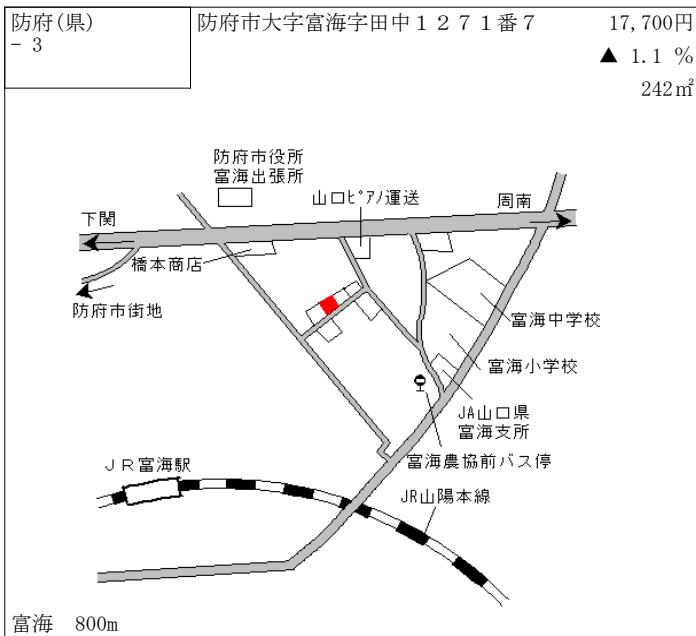 防府(県)
- 3
防府市大字富海字田中１２７１番７
17,700円
▲ 1.1 %
242㎡
防府市役所
富海出張所
山口ﾋﾟｱﾉ運送
周南
下関
橋本商店
防府市街地
富海中学校
富海小学校
JA山口県
富海支所
富海農協前バス停
ＪＲ富海駅
JR山陽本線
富海　800m